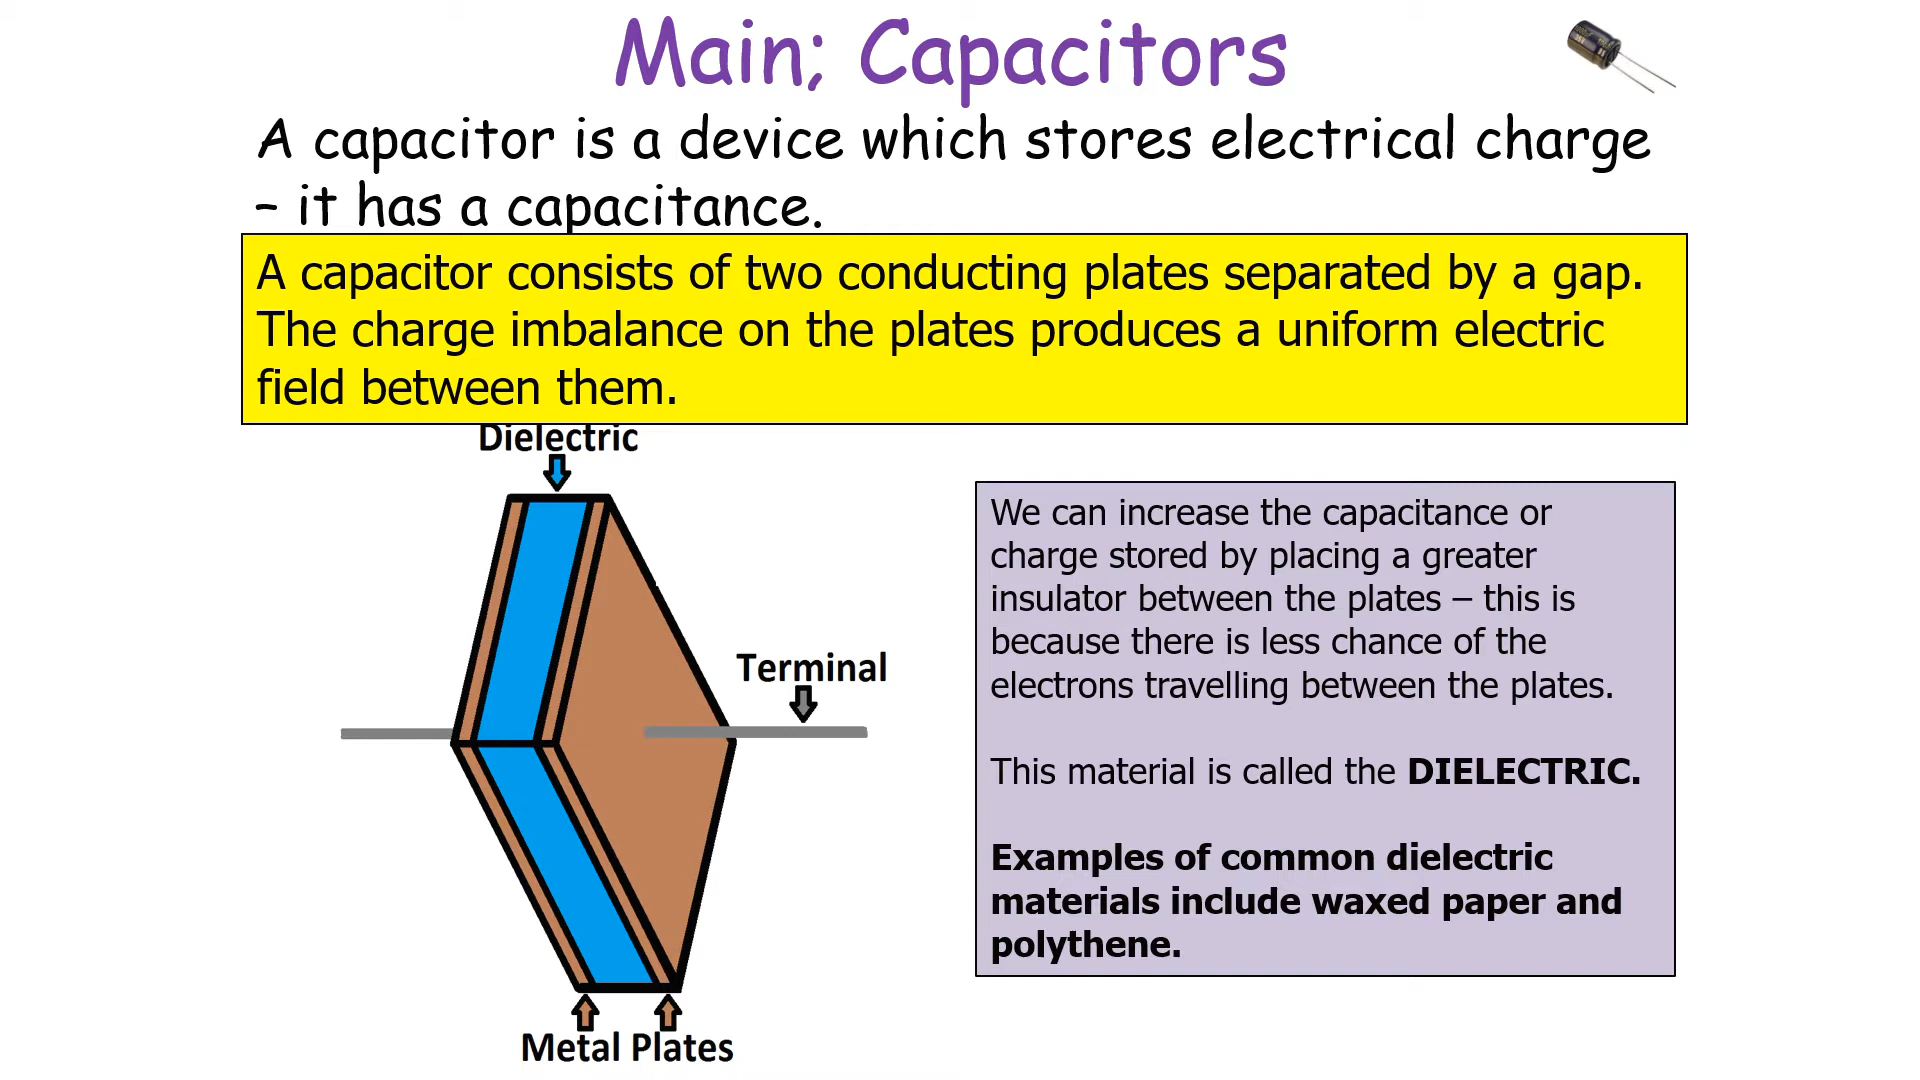 Main; Capacitors
A capacitor is a device which stores electrical charge
– it has a capacitance.
A capacitor consists of two conducting plates separated by a gap.
The charge imbalance on the plates produces a uniform electric
field between them.
Dielectric
Terminal
Metal Plates
We can increase the capacitance or
charge stored by placing a greater
insulator between the plates – this is
because there is less chance of the
electrons travelling between the plates.
This material is called the DIELECTRIC.
Examples of common dielectric
materials include waxed paper and
polythene.